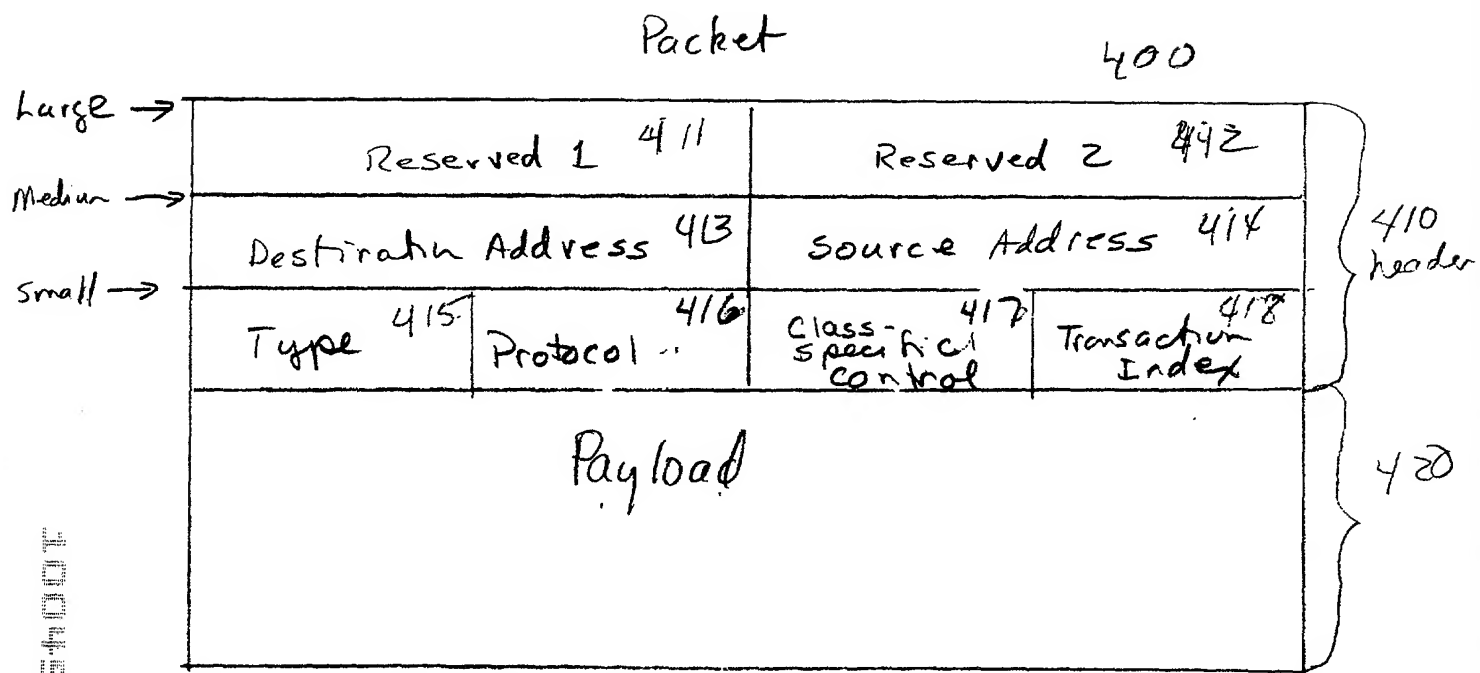 Packet
400
Large →
Reserved 1 411
Reserved 2 412
Medium →
Destination Address 413
Source Address 414
410
header
Small →
Type 415
Protocol 416
Class-
specific
control 417
Transaction
Index 418
Payload
420